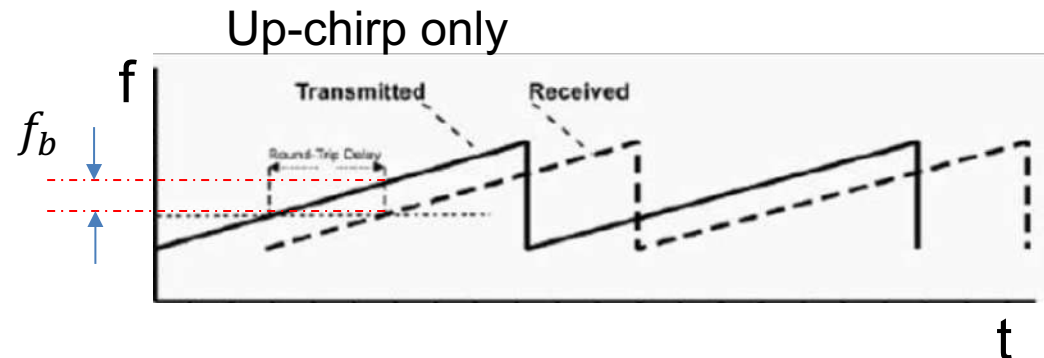 Up-chirp only
f
Transmitted
Received
f_b
Round-Trip Delay
t